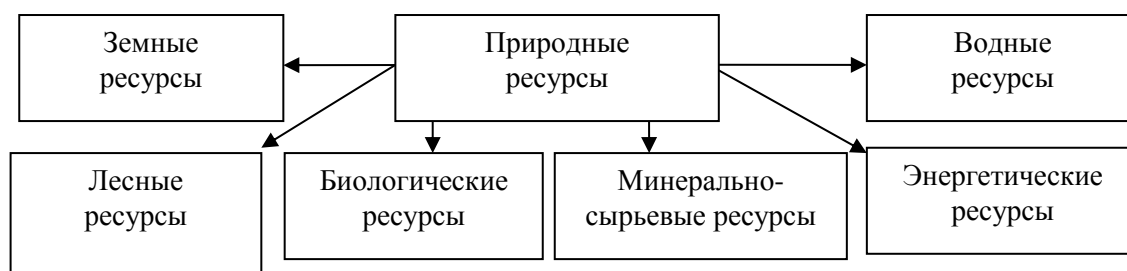 Земные
ресурсы
Природные
ресурсы
Водные
ресурсы
Лесные
ресурсы
Биологические
ресурсы
Минерально-
сырьевые ресурсы
Энергетические
ресурсы